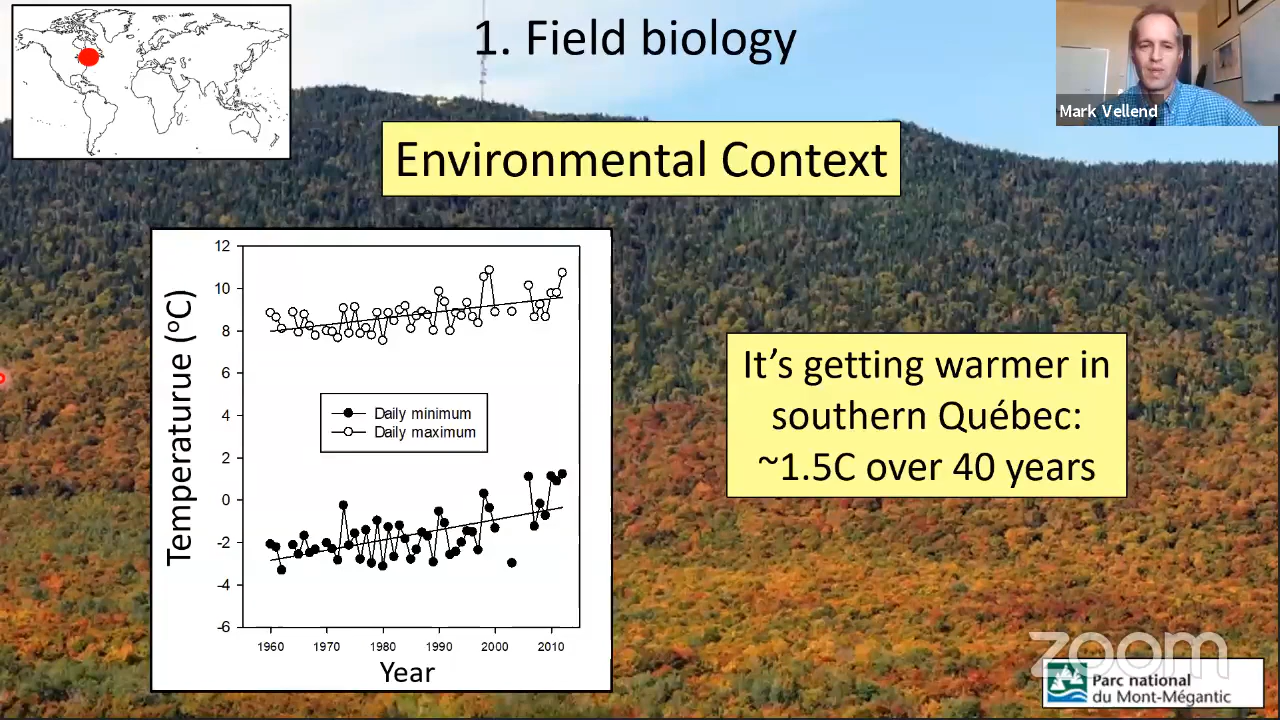 1. Field biology
Mark Vellend
Environmental Context
12
10
8
6
4
2
0
-2
-4
-6
Temperaturue (°C)
Daily minimum
Daily maximum
1960 1970 1980 1990 2000 2010
Year
It's getting warmer in
southern Québec:
~1.5C over 40 years
zoom
Parc national
du Mont-Mégantic